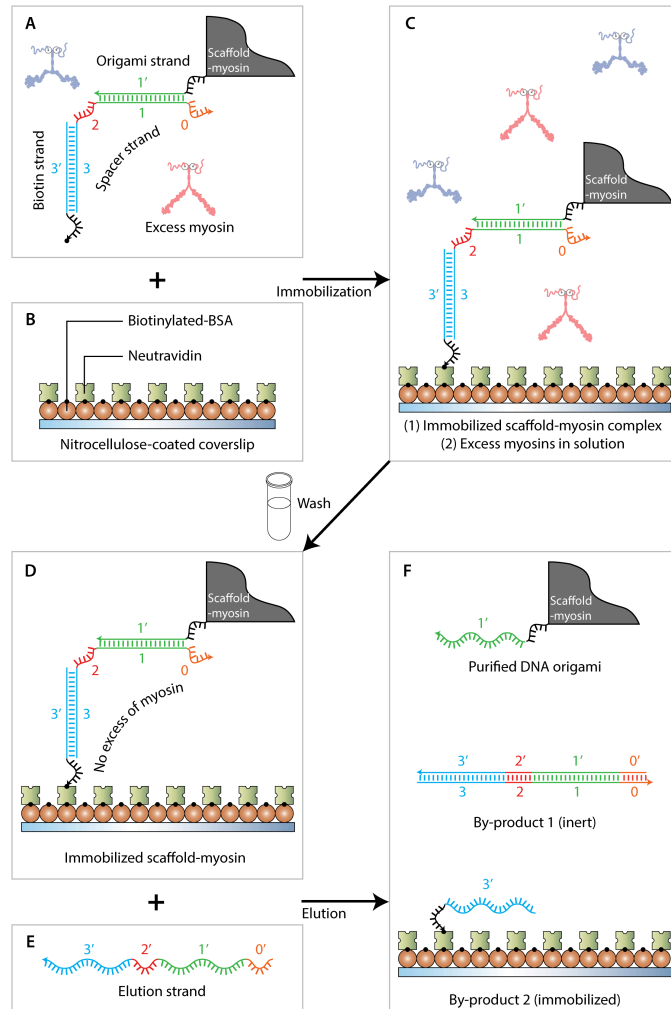 A
Origami strand
Scaffold
-myosin
1’
1
0
2
3’
3
Biotin strand
Spacer strand
Excess myosin
+
B
Biotinylated-BSA
Neutravidin
Nitrocellulose-coated coverslip
Immobilization
C
Scaffold
-myosin
1’
1
0
2
3’
3
(1) Immobilized scaffold-myosin complex
(2) Excess myosins in solution
Wash
D
Scaffold
-myosin
1’
1
0
2
3’
3
No excess of myosin
Immobilized scaffold-myosin
+
E
3’ 2’ 1’ 0’
Elution strand
Elution
F
Scaffold
-myosin
1’
Purified DNA origami
3’ 2’ 1’ 0’
3 2 1 0
By-product 1 (inert)
3’
By-product 2 (immobilized)